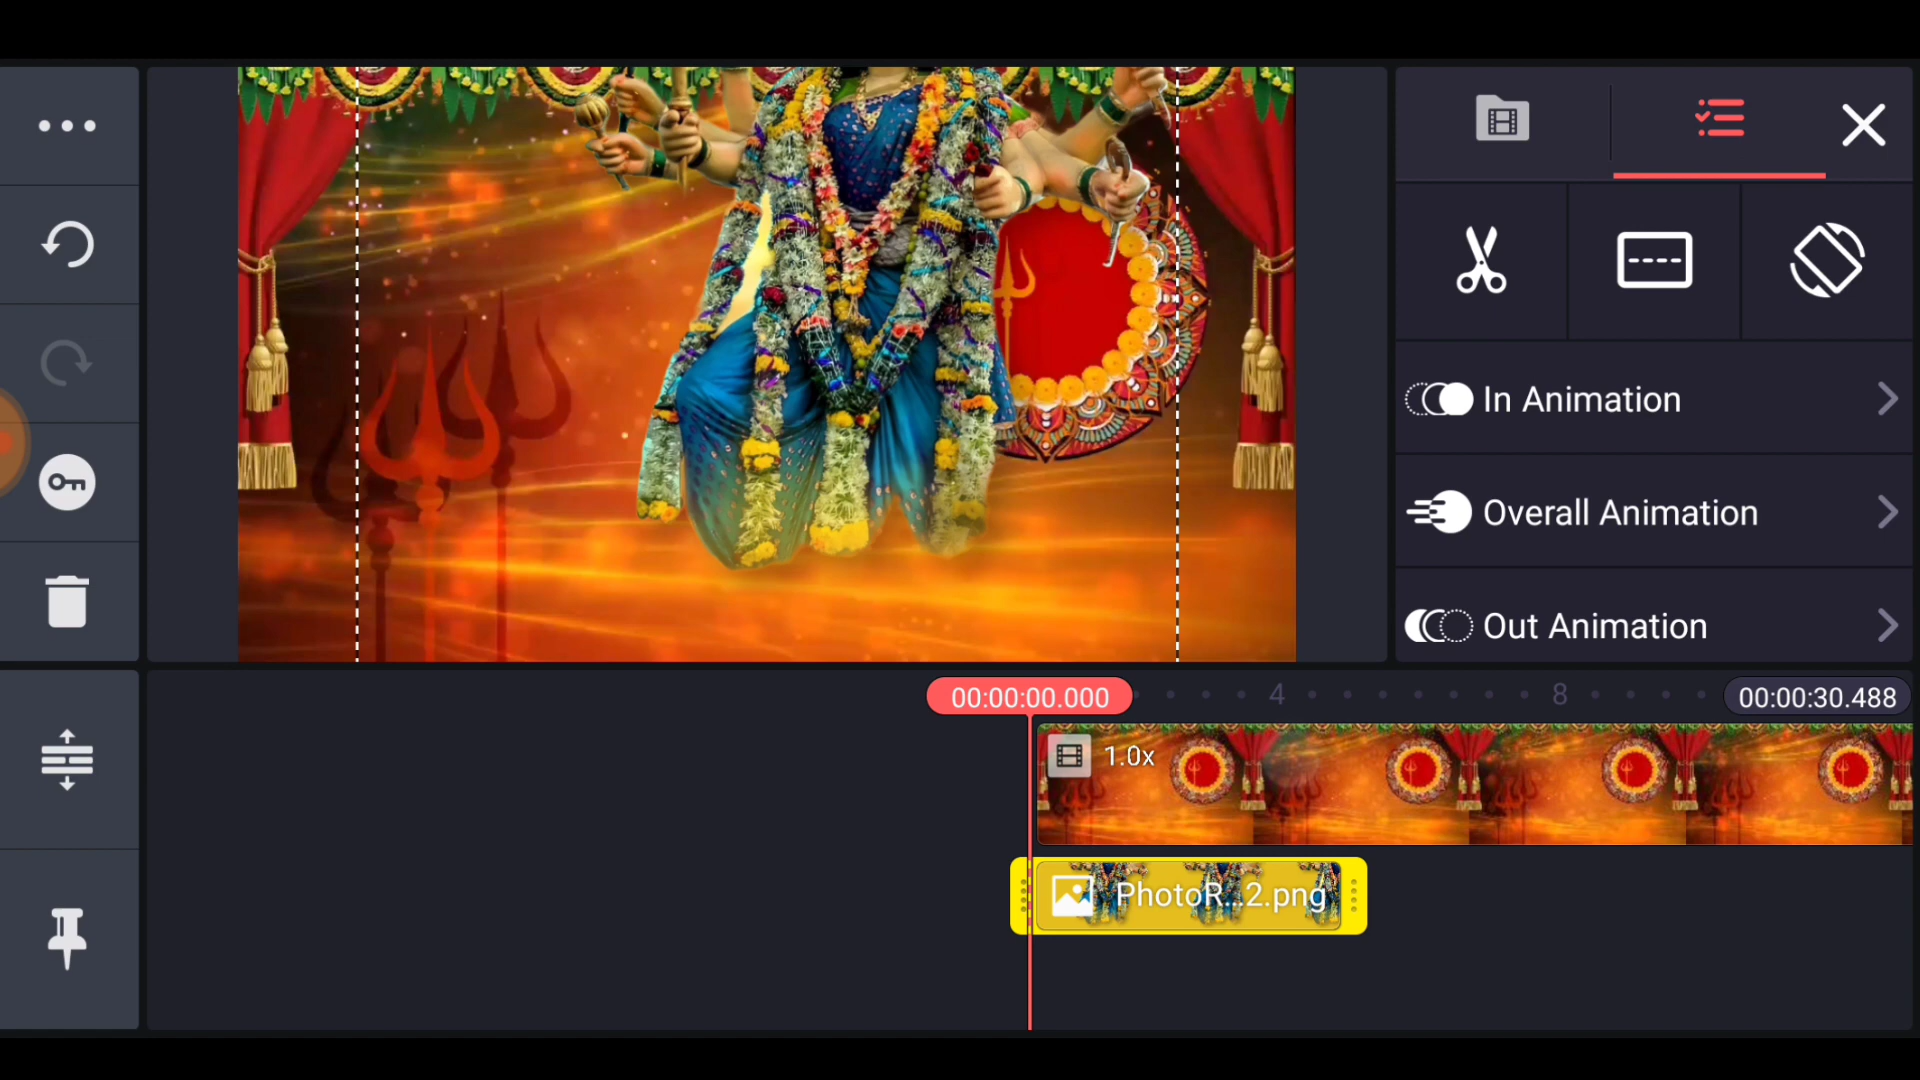 In Animation
Overall Animation
Out Animation
00:00:00.000
4
8
00:00:30.488
1.0x
PhotoR...2.png